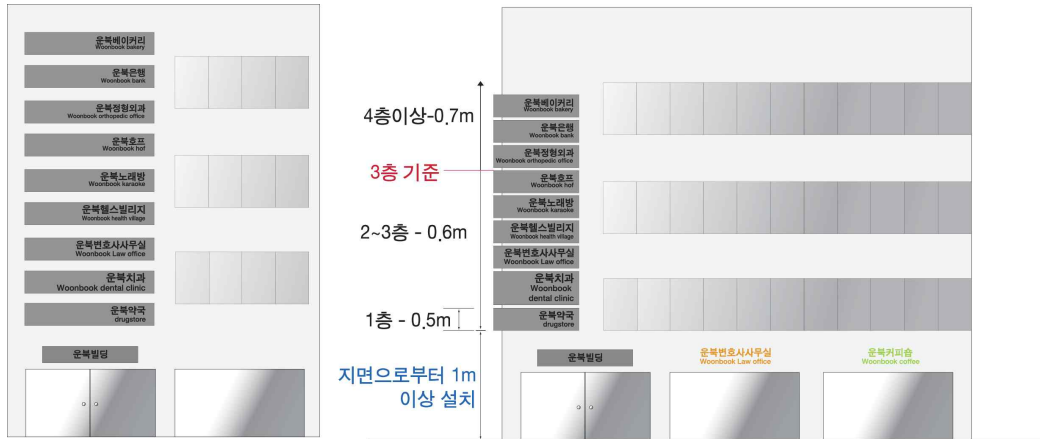 운북베이커리
Woonbook bakery
운북은행
Woonbook bank
운북정형외과
Woonbook orthopedic office
운북호프
Woonbook hof
운북노래방
Woonbook karaoke
운북헬스빌리지
Woonbook health village
운북변호사사무실
Woonbook Law office
운북치과
Woonbook dental clinic
운북약국
drugstore
운북빌딩
4층이상-0.7m
3층 기준
2~3층 - 0.6m
1층 - 0.5m
지면으로부터 1m
이상 설치
운북베이커리
Woonbook bakery
운북은행
Woonbook bank
운북정형외과
Woonbook orthopedic office
운북호프
Woonbook hof
운북노래방
Woonbook karaoke
운북헬스빌리지
Woonbook health village
운북변호사사무실
Woonbook Law office
운북치과
Woonbook
dental clinic
운북약국
drugstore
운북빌딩
운북변호사사무실
Woonbook Law office
운북커피숍
Woonbook coffee